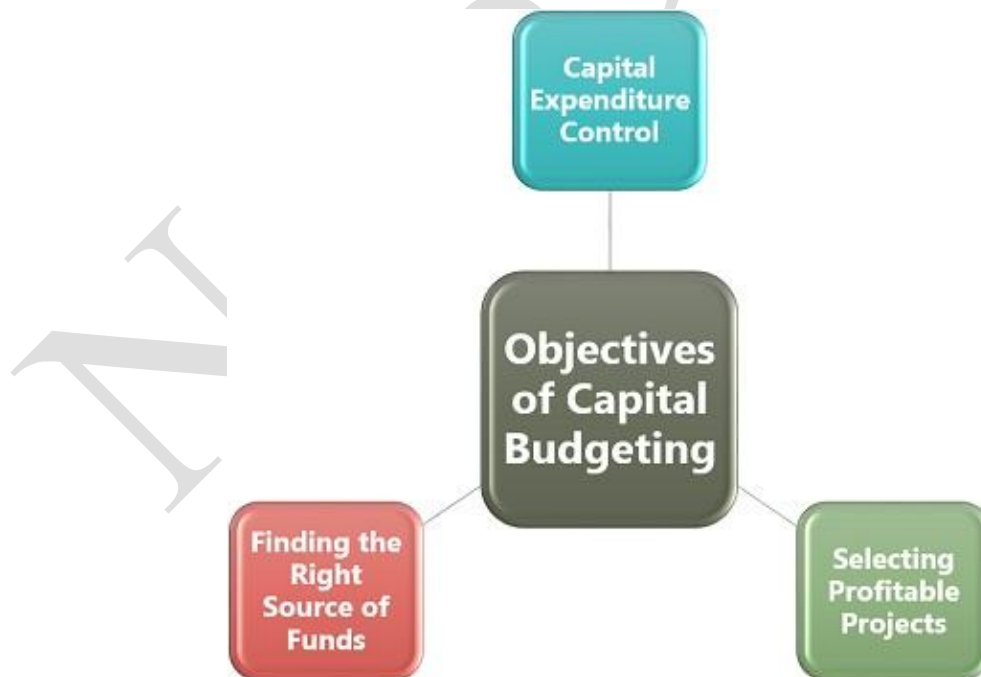 Capital
Expenditure
Control
Objectives
of Capital
Budgeting
Finding the
Right
Source of
Funds
Selecting
Profitable
Projects